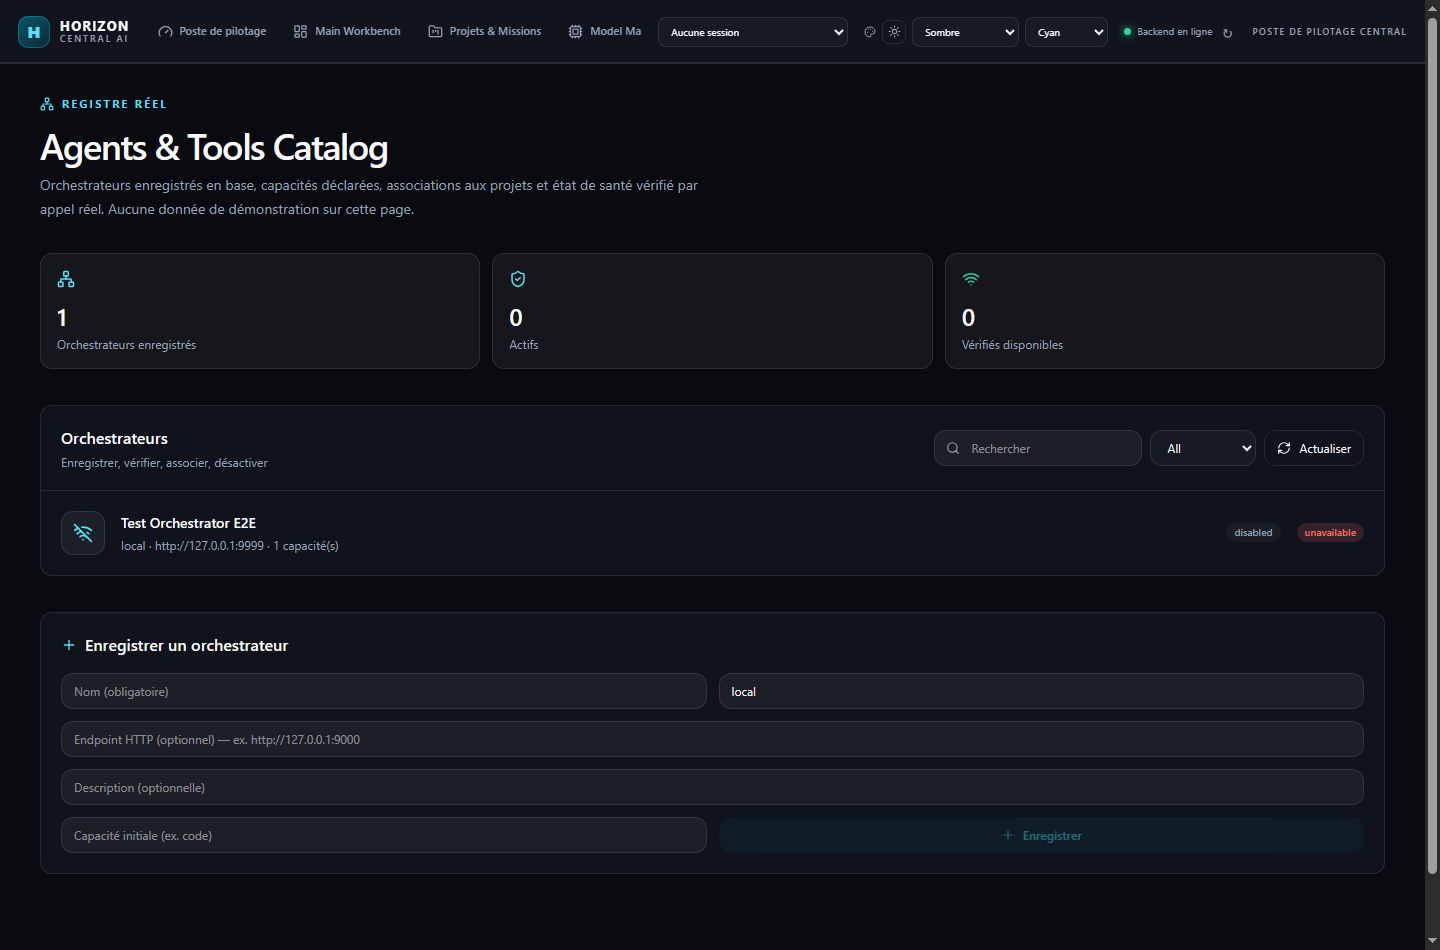 H
HORIZON
CENTRAL AI
Poste de pilotage
Main Workbench
Projets & Missions
Model Ma
Aucune session
Sombre
Cyan
Backend en ligne
POSTE DE PILOTAGE CENTRAL
REGISTRE RÉEL
Agents & Tools Catalog
Orchestrateurs enregistrés en base, capacités déclarées, associations aux projets et état de santé vérifié par
appel réel. Aucune donnée de démonstration sur cette page.
1
Orchestrateurs enregistrés
0
Actifs
0
Vérifiés disponibles
Orchestrateurs
Enregistrer, vérifier, associer, désactiver
Rechercher
All
Actualiser
Test Orchestrator E2E
local · http://127.0.0.1:9999 · 1 capacité(s)
disabled
unavailable
+ Enregistrer un orchestrateur
Nom (obligatoire)
local
Endpoint HTTP (optionnel) — ex. http://127.0.0.1:9000
Description (optionnelle)
Capacité initiale (ex. code)
+ Enregistrer